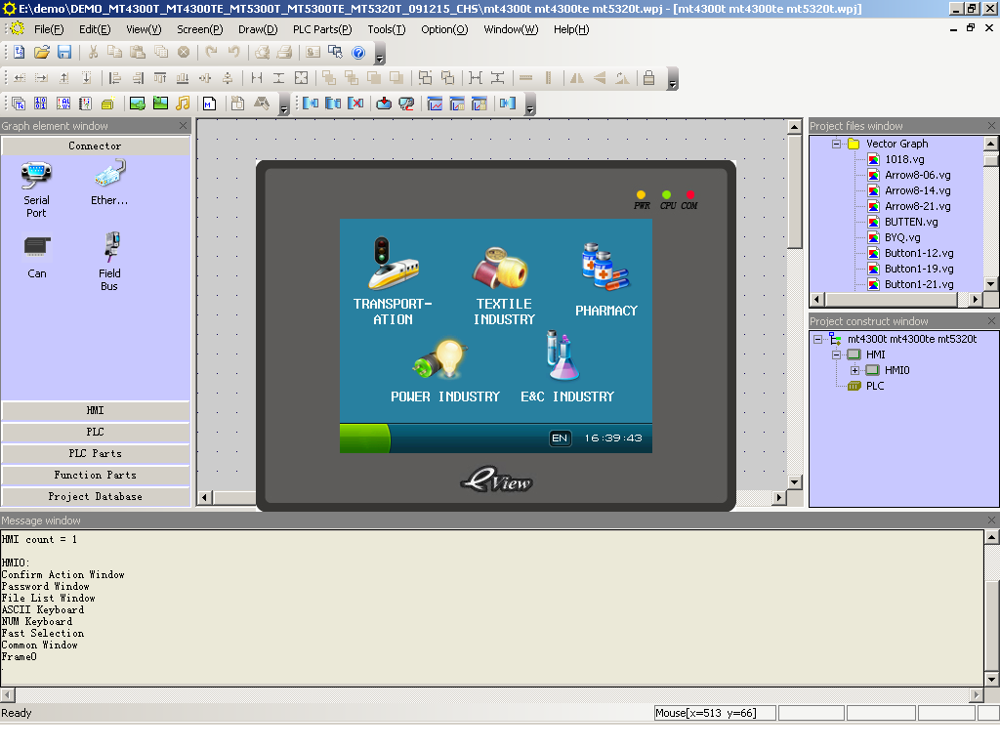 E:\demo\DEMO_MT4300T_MT4300TE_MT5300T_MT5300TE_MT5320T_091215_CHS\mt4300t mt4300te mt5320t.wpj - [mt4300t mt4300te mt5320t.wpj]
File(F) Edit(E) View(V) Screen(P) Draw(D) PLC Parts(P) Tools(T) Option(O) Window(W) Help(H)
Graph element window
Connector
Serial Port
Ether...
Can
Field Bus
HMI
PLC
PLC Parts
Function Parts
Project Database
PWR CPU COM
TRANSPORT-
ATION
TEXTILE
INDUSTRY
PHARMACY
POWER INDUSTRY
E&C INDUSTRY
EN 16:39:43
eView
Project files window
Vector Graph
1018.vg
Arrow8-06.vg
Arrow8-14.vg
Arrow8-21.vg
BUTTEN.vg
BYQ.vg
Button1-12.vg
Button1-19.vg
Button1-21.vg
Project construct window
mt4300t mt4300te mt5320t
HMI
HMI0
PLC
Message window
HMI count = 1
HMI0:
Confirm Action Window
Password Window
File List Window
ASCII Keyboard
NUM Keyboard
Fast Selection
Common Window
Frame0
.
Ready
Mouse[x=513 y=66]